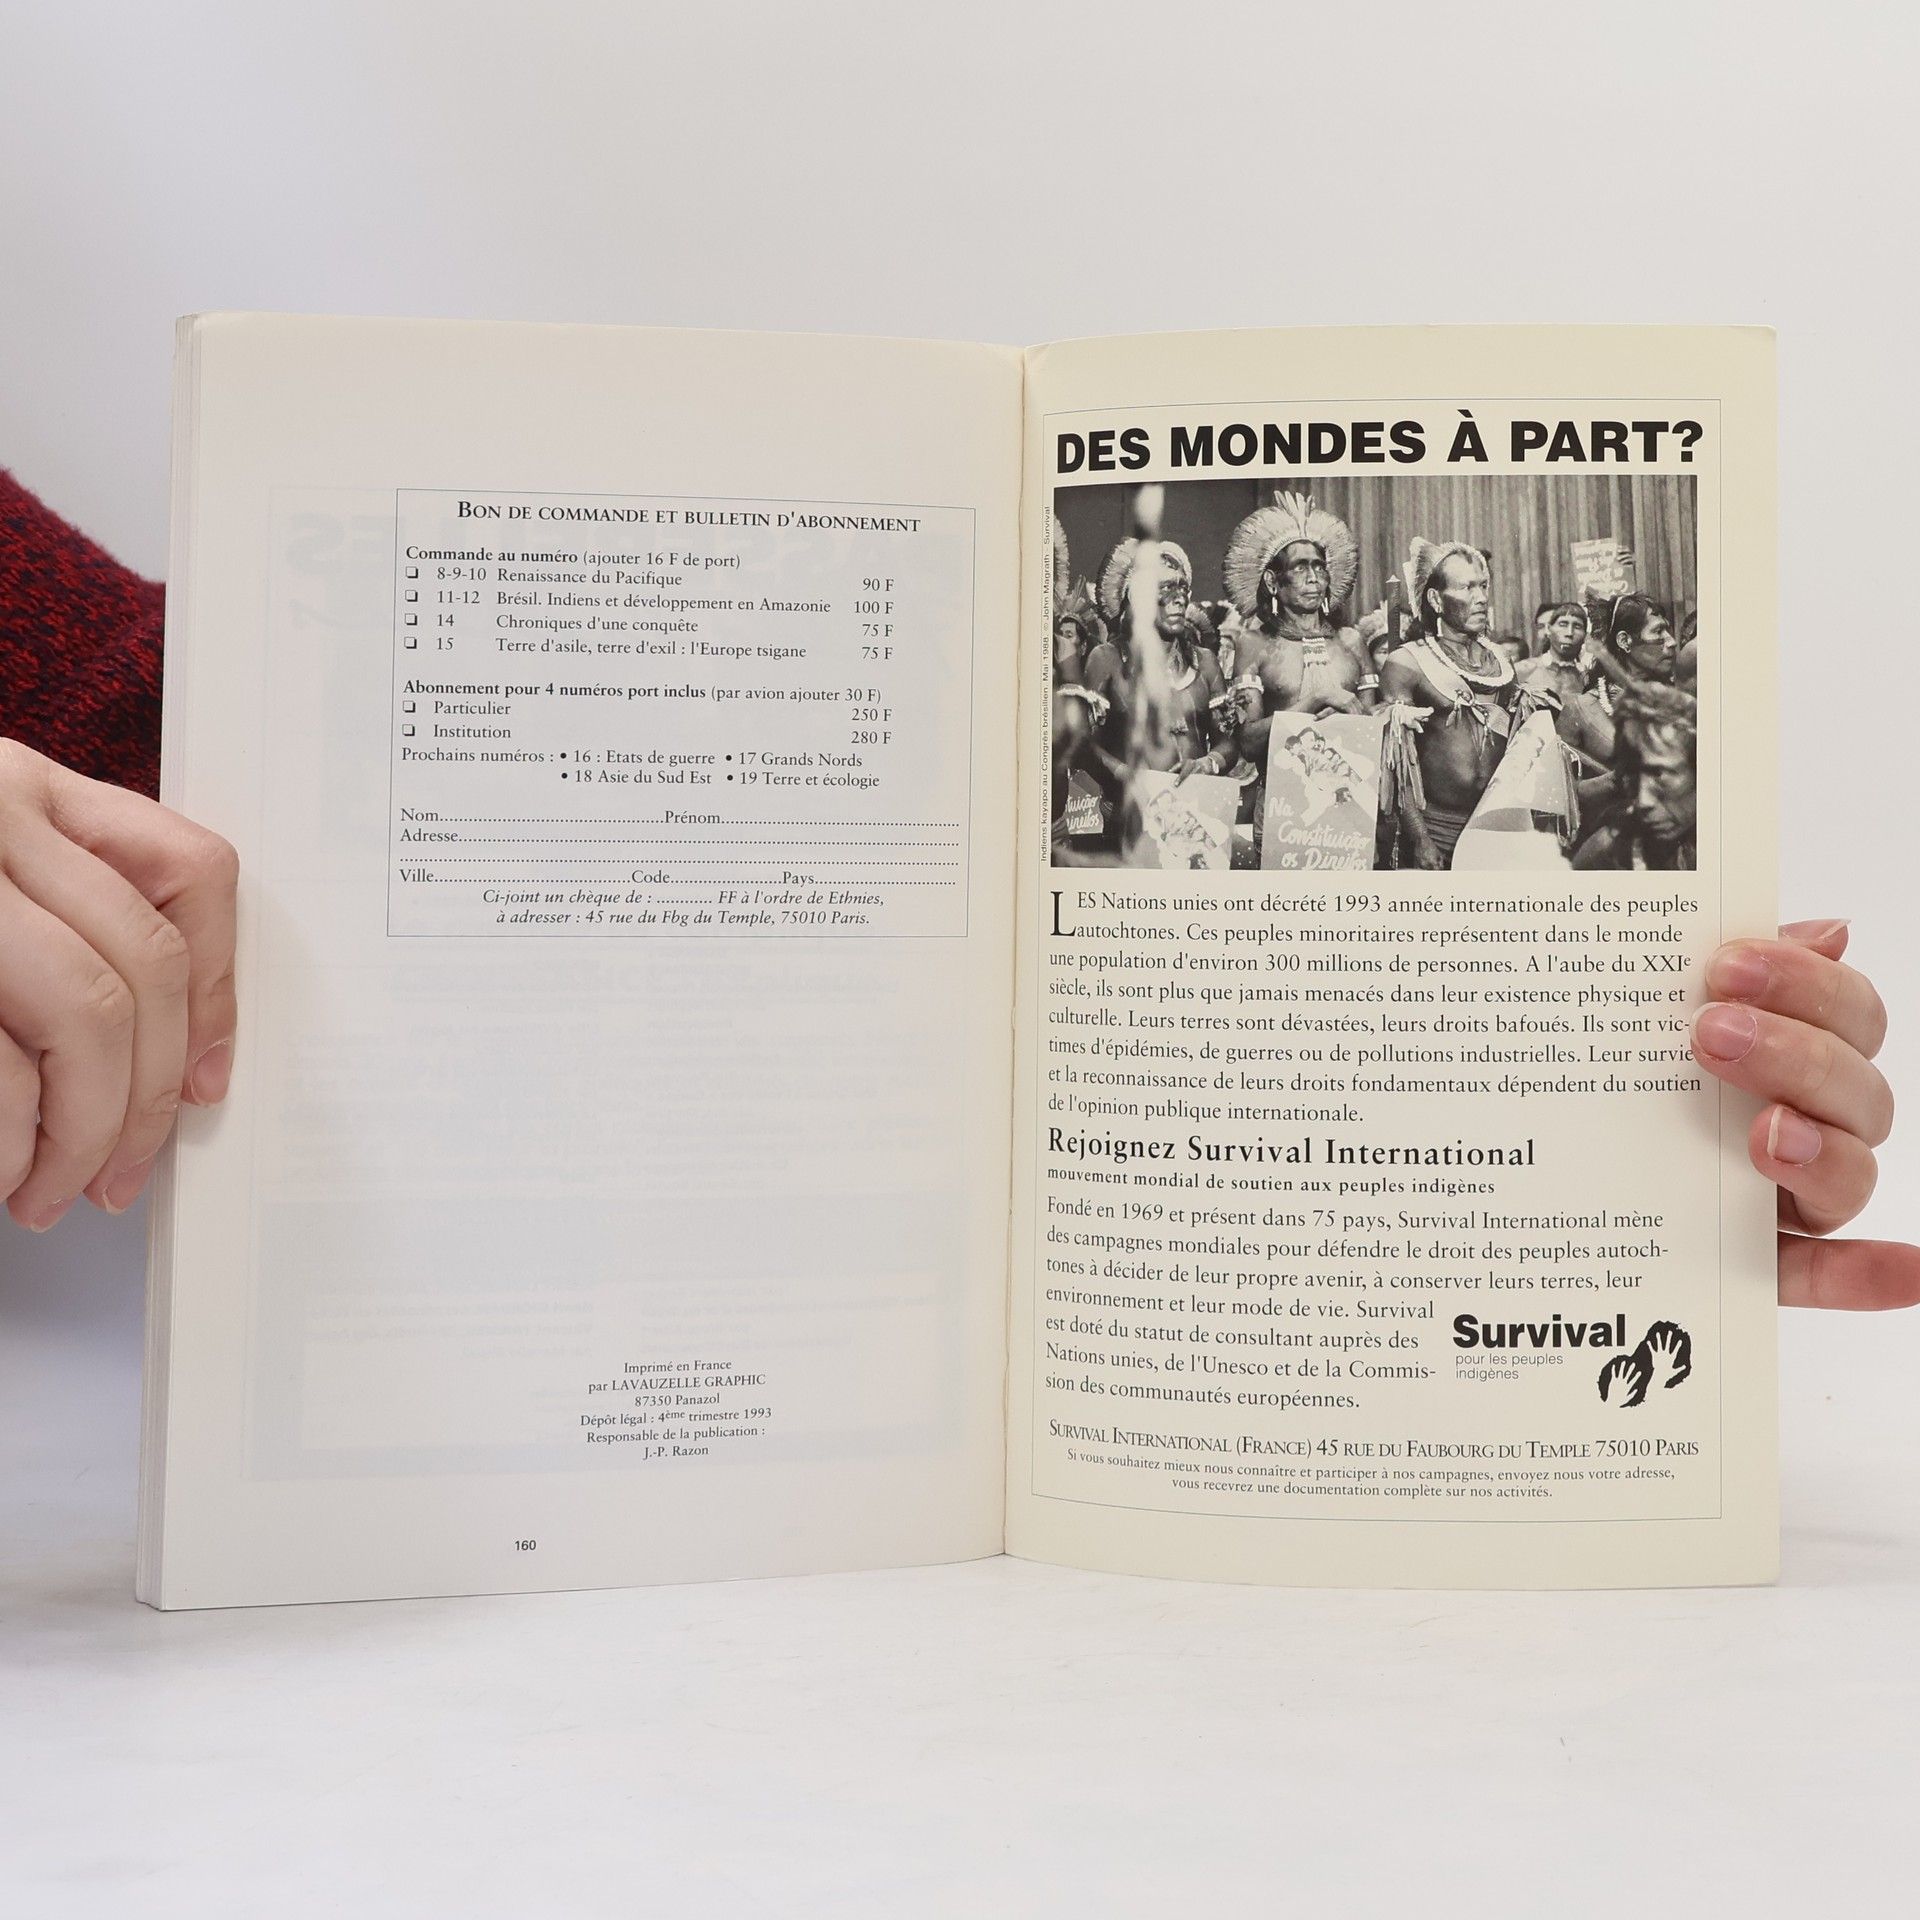 BON DE COMMANDE ET BULLETIN D'ABONNEMENT
Commande au numéro (ajouter 16 F de port)
❏ 8-9-10 Renaissance du Pacifique 90 F
❏ 11-12 Brésil. Indiens et développement en Amazonie 100 F
❏ 14 Chroniques d'une conquête 75 F
❏ 15 Terre d'asile, terre d'exil : l'Europe tsigane 75 F
Abonnement pour 4 numéros port inclus (par avion ajouter 30 F)
❏ Particulier 250 F
❏ Institution 280 F
Prochains numéros : • 16 : Etats de guerre • 17 Grands Nords
• 18 Asie du Sud Est • 19 Terre et écologie
Nom..........................................Prénom............................................
Adresse...............................................................................................
...............................................................................................
Ville....................................Code...........................Pays................................
Ci-joint un chèque de : ............ FF à l'ordre de Ethnies,
à adresser : 45 rue du Fbg du Temple, 75010 Paris.
Imprimé en France
par LAVAUZELLE GRAPHIC
87350 Panazol
Dépôt légal : 4ème trimestre 1993
Responsable de la publication :
J.-P. Razon
160
DES MONDES À PART?
Indiens kayapo au Congrès brésilien. Mai 1988. © John Magrath - Survival
Na
Constituição
os Direitos
LES Nations unies ont décrété 1993 année internationale des peuples
autochtones. Ces peuples minoritaires représentent dans le monde
une population d'environ 300 millions de personnes. A l'aube du XXIe
siècle, ils sont plus que jamais menacés dans leur existence physique et
culturelle. Leurs terres sont dévastées, leurs droits bafoués. Ils sont vic-
times d'épidémies, de guerres ou de pollutions industrielles. Leur survie
et la reconnaissance de leurs droits fondamentaux dépendent du soutien
de l'opinion publique internationale.
Rejoignez Survival International
mouvement mondial de soutien aux peuples indigènes
Fondé en 1969 et présent dans 75 pays, Survival International mène
des campagnes mondiales pour défendre le droit des peuples autoch-
tones à décider de leur propre avenir, à conserver leurs terres, leur
environnement et leur mode de vie. Survival
est doté du statut de consultant auprès des
Nations unies, de l'Unesco et de la Commis-
sion des communautés européennes.
Survival
pour les peuples
indigènes
SURVIVAL INTERNATIONAL (FRANCE) 45 RUE DU FAUBOURG DU TEMPLE 75010 PARIS
Si vous souhaitez mieux nous connaître et participer à nos campagnes, envoyez nous votre adresse,
vous recevrez une documentation complète sur nos activités.